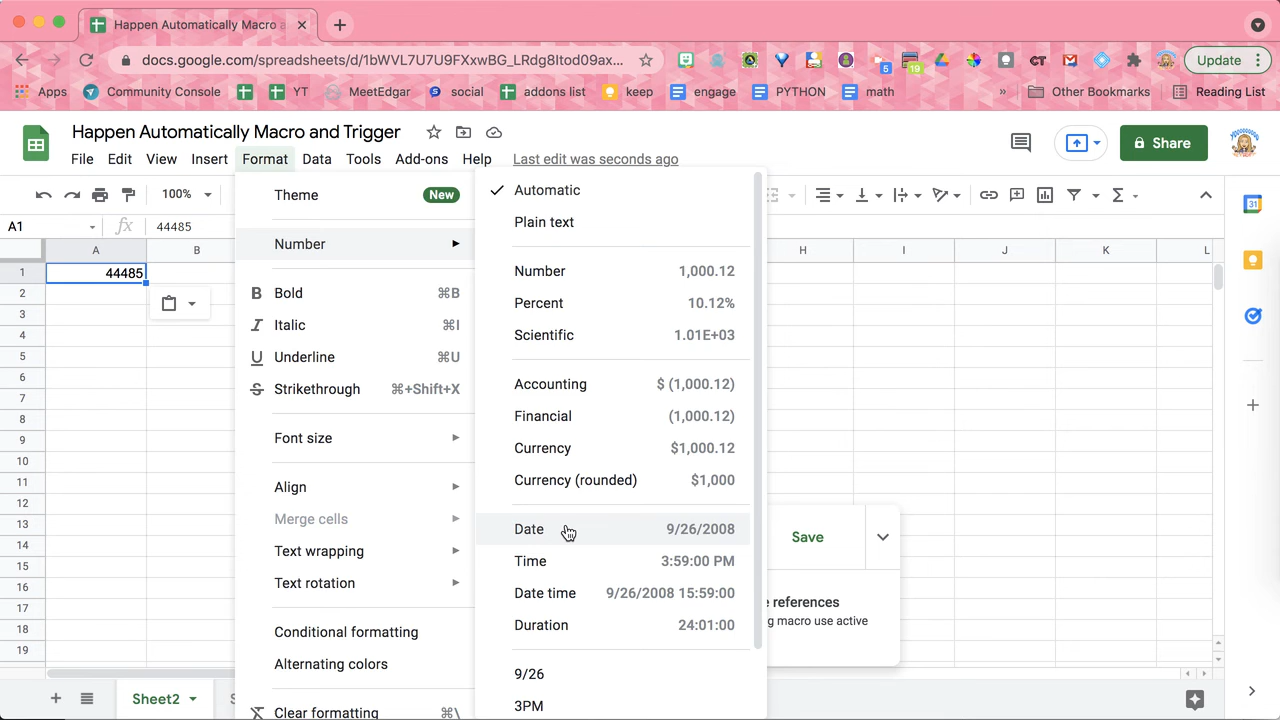 Happen Automatically Macro a
docs.google.com/spreadsheets/d/1bWVL7U7U9FXxwBG_LRdg8Itod09ax...
5
19
CT
Update
Apps
Community Console
YT
MeetEdgar
social
addons list
keep
engage
PYTHON
math
»
Other Bookmarks
Reading List
Happen Automatically Macro and Trigger
File Edit View Insert Format Data Tools Add-ons Help Last edit was seconds ago
Share
100%
Theme New
Number
Bold ⌘B
Italic ⌘I
Underline ⌘U
Strikethrough ⌘+Shift+X
Font size
Align
Merge cells
Text wrapping
Text rotation
Conditional formatting
Alternating colors
Clear formatting ⌘\
Automatic
Plain text
Number 1,000.12
Percent 10.12%
Scientific 1.01E+03
Accounting $ (1,000.12)
Financial (1,000.12)
Currency $1,000.12
Currency (rounded) $1,000
Date 9/26/2008
Time 3:59:00 PM
Date time 9/26/2008 15:59:00
Duration 24:01:00
9/26
3PM
A1 fx 44485
A B H I J K L
1 44485
2
3
4
5
6
7
8
9
10
11
12
13
14
15
16
17
18
19
Save
references
g macro use active
31
+ Sheet2 S